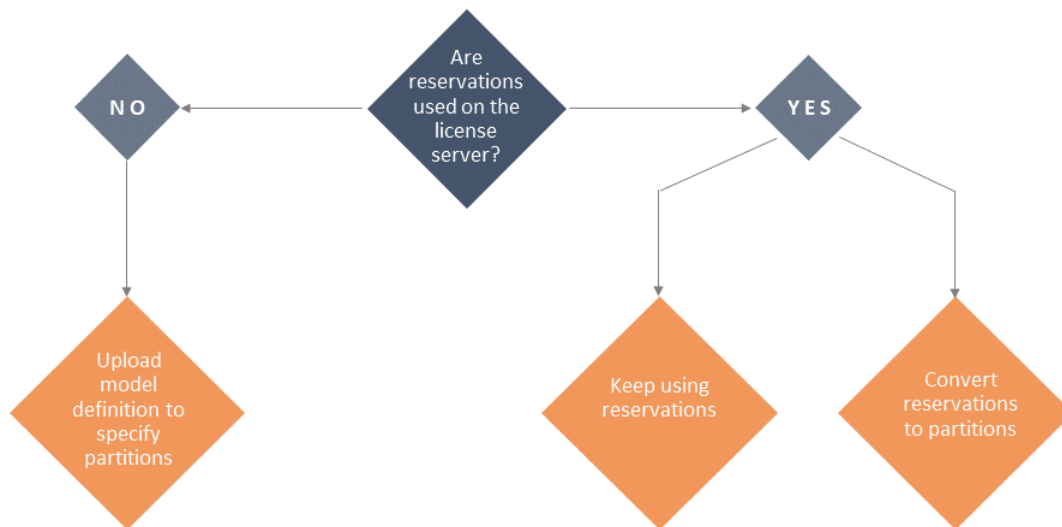 Are
reservations
used on the
license
server?
NO
YES
Upload
model
definition to
specify
partitions
Keep using
reservations
Convert
reservations
to partitions